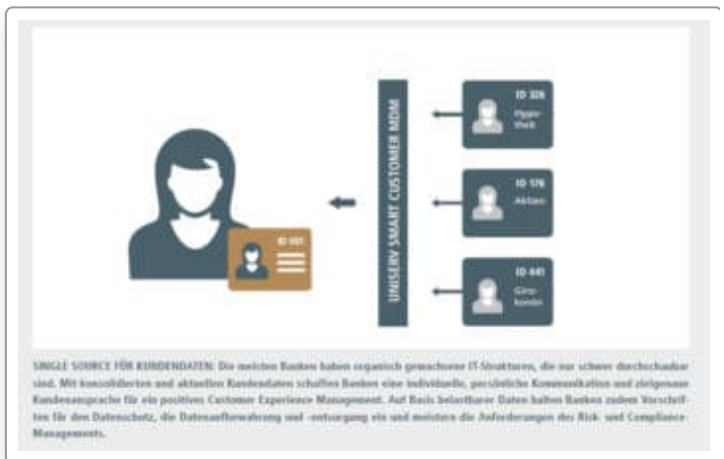 ID 326
Hypo-
thek
UNISERV SMART CUSTOMER MDM
ID 176
Aktien
ID 641
Giro-
konto
SINGLE SOURCE FÜR KUNDENDATEN: Die meisten Banken haben organisch gewachsene IT-Strukturen, die nur schwer durchschaubar
sind. Mit konsolidierten und aktuellen Kundendaten schaffen Banken eine individuelle, persönliche Kommunikation und zielgenaue
Kundenansprache für ein positives Customer Experience Management. Auf Basis belastbarer Daten halten Banken zudem Vorschrif-
ten für den Datenschutz, die Datenaufbewahrung und -entsorgung ein und meistern die Anforderungen des Risk- und Compliance-
Managements.